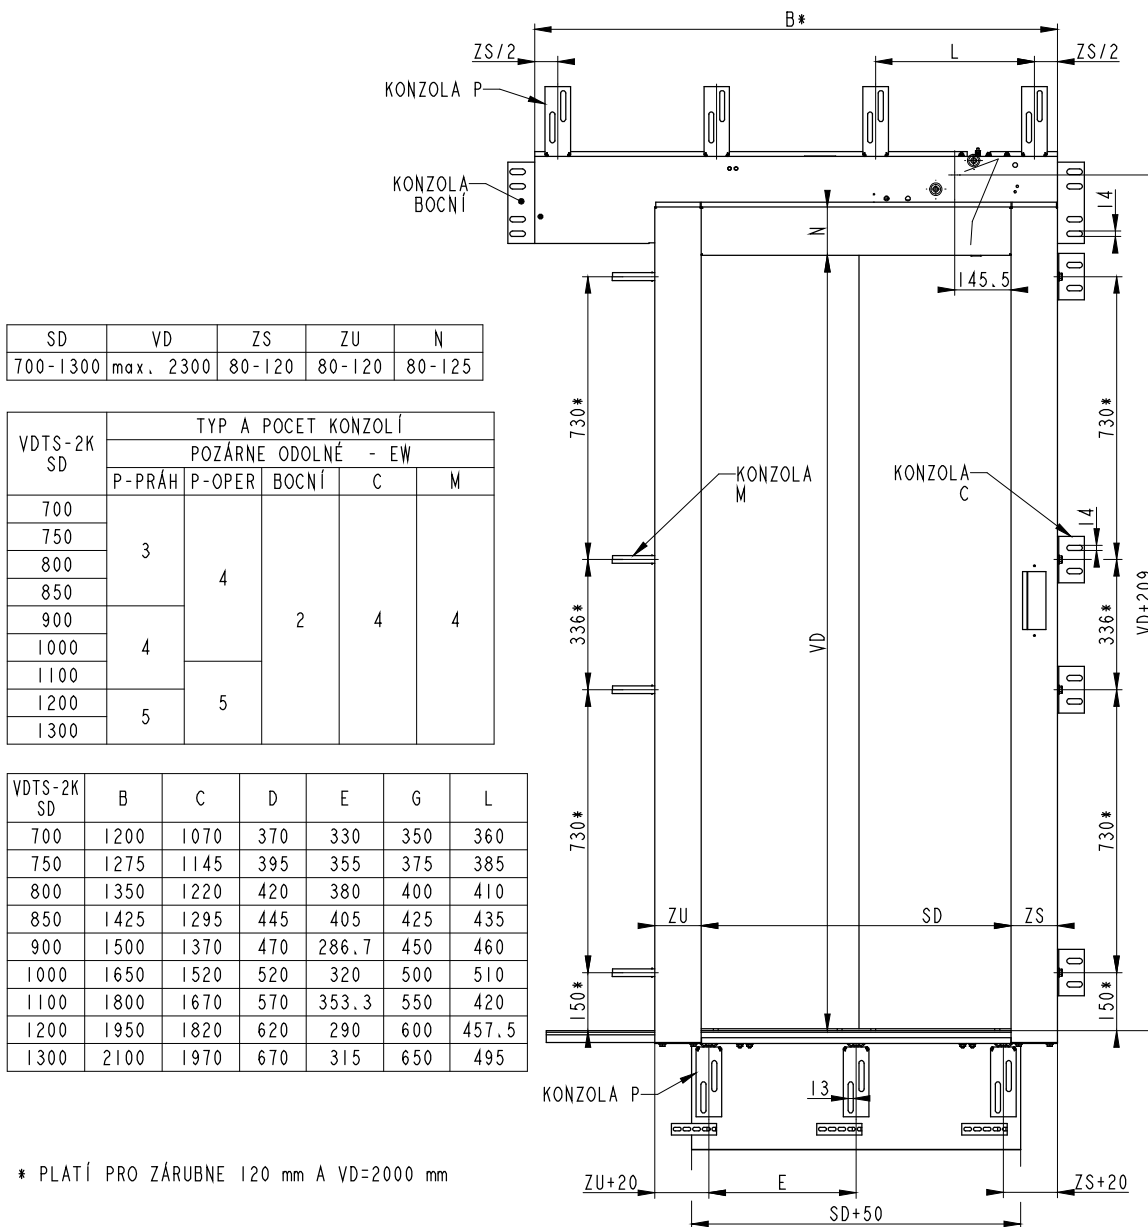 B*
ZS/2
L
ZS/2
KONZOLA P
KONZOLA
BOCNÍ
14
N
145.5
SD VD ZS ZU N
700-1300 max. 2300 80-120 80-120 80-125
730*
730*
VDTS-2K
SD
TYP A POCET KONZOLÍ
POZÁRNE ODOLNÉ - EW
P-PRÁH P-OPER BOCNÍ C M
700
750
800
850
900
1000
1100
1200
1300
3
4
5
4
5
2
4
4
KONZOLA
M
KONZOLA
C
14
336*
336*
VD
VD+209
VDTS-2K
SD
B C D E G L
700 1200 1070 370 330 350 360
750 1275 1145 395 355 375 385
800 1350 1220 420 380 400 410
850 1425 1295 445 405 425 435
900 1500 1370 470 286.7 450 460
1000 1650 1520 520 320 500 510
1100 1800 1670 570 353.3 550 420
1200 1950 1820 620 290 600 457.5
1300 2100 1970 670 315 650 495
730*
730*
ZU
SD
ZS
150*
150*
KONZOLA P
13
* PLATÍ PRO ZÁRUBNE 120 mm A VD=2000 mm
ZU+20
E
ZS+20
SD+50